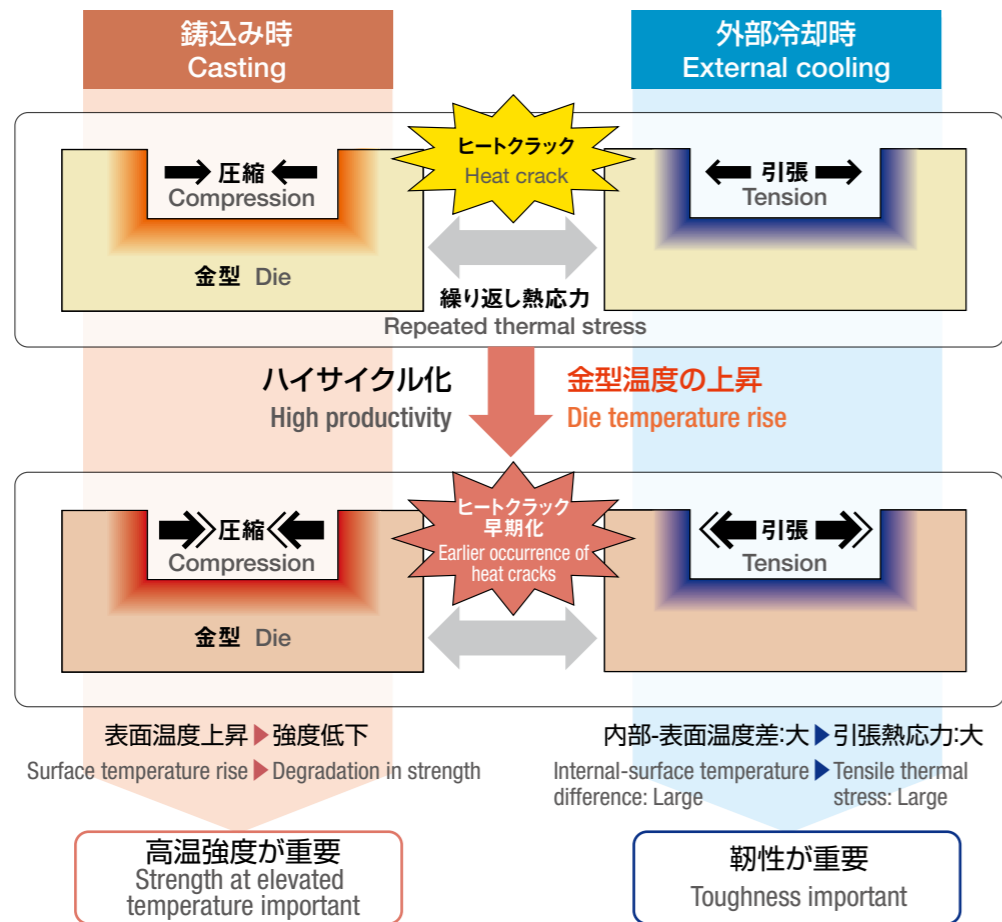 鋳込み時
Casting
外部冷却時
External cooling
ヒートクラック
Heat crack
圧縮
Compression
引張
Tension
金型 Die
繰り返し熱応力
Repeated thermal stress
ハイサイクル化
High productivity
金型温度の上昇
Die temperature rise
ヒートクラック
早期化
Earlier occurrence of
heat cracks
圧縮
Compression
引張
Tension
金型 Die
表面温度上昇▶強度低下
Surface temperature rise ▶ Degradation in strength
内部-表面温度差:大▶引張熱応力:大
Internal-surface temperature ▶ Tensile thermal
difference: Large stress: Large
高温強度が重要
Strength at elevated
temperature important
靭性が重要
Toughness important